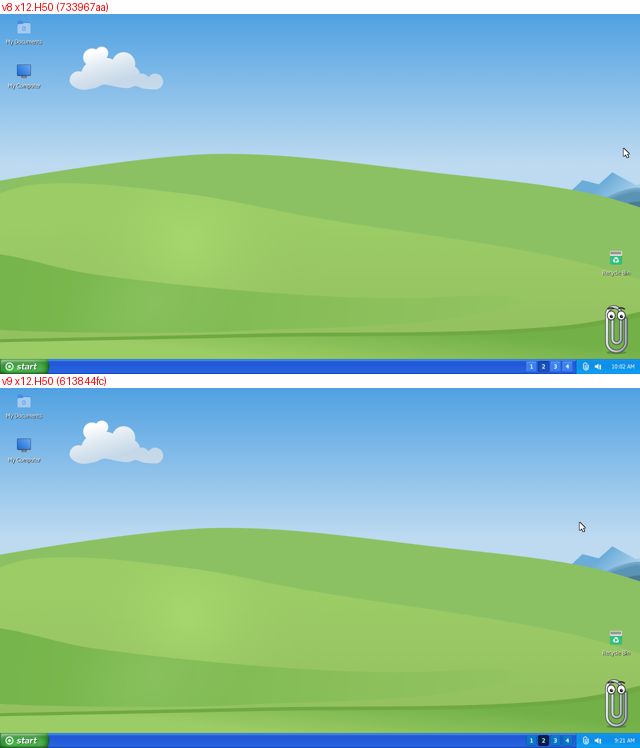 v8 x12.H50 (733967aa)
My Documents
My Computer
Recycle Bin
start
1 2 3 4
10:02 AM
v9 x12.H50 (613844fc)
My Documents
My Computer
Recycle Bin
start
1 2 3 4
9:21 AM